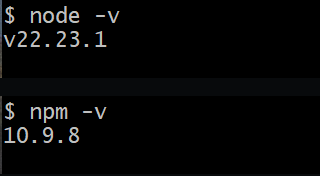 $ node -v
v22.23.1
$ npm -v
10.9.8